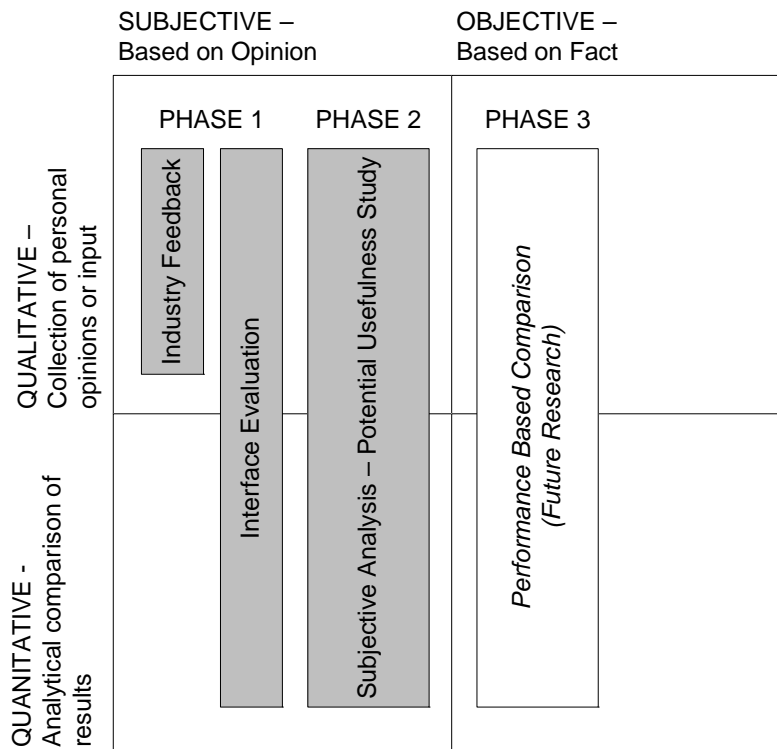 SUBJECTIVE –
Based on Opinion
OBJECTIVE –
Based on Fact
PHASE 1
PHASE 2
PHASE 3
QUALITATIVE –
Collection of personal
opinions or input
Industry Feedback
Interface Evaluation
Subjective Analysis – Potential Usefulness Study
Performance Based Comparison
(Future Research)
QUANITATIVE -
Analytical comparison of
results